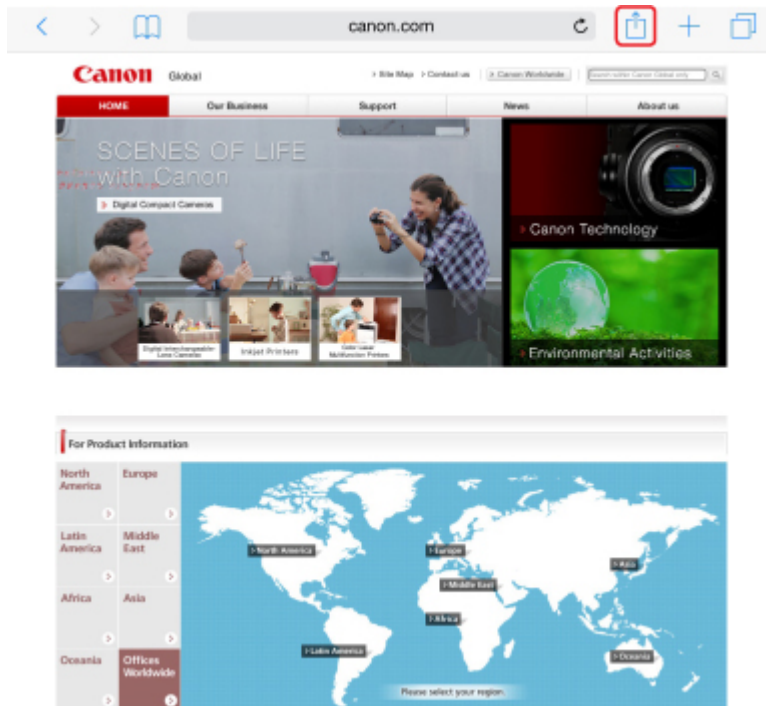 canon.com
Canon Global
> Site Map > Contact us > Canon Worldwide
HOME Our Business Support News About us
SCENES OF LIFE
with Canon
> Digital Compact Cameras
> Canon Technology
Digital Interchangeable-
Lens Cameras
Inkjet Printers
Color Laser
Multifunction Printers
> Environmental Activities
For Product Information
North
America
Europe
Latin
America
Middle
East
Africa Asia
Oceania
Offices
Worldwide
> North America
> Europe
> Asia
> Middle East
> Africa
> Latin America
> Oceania
Please select your region.